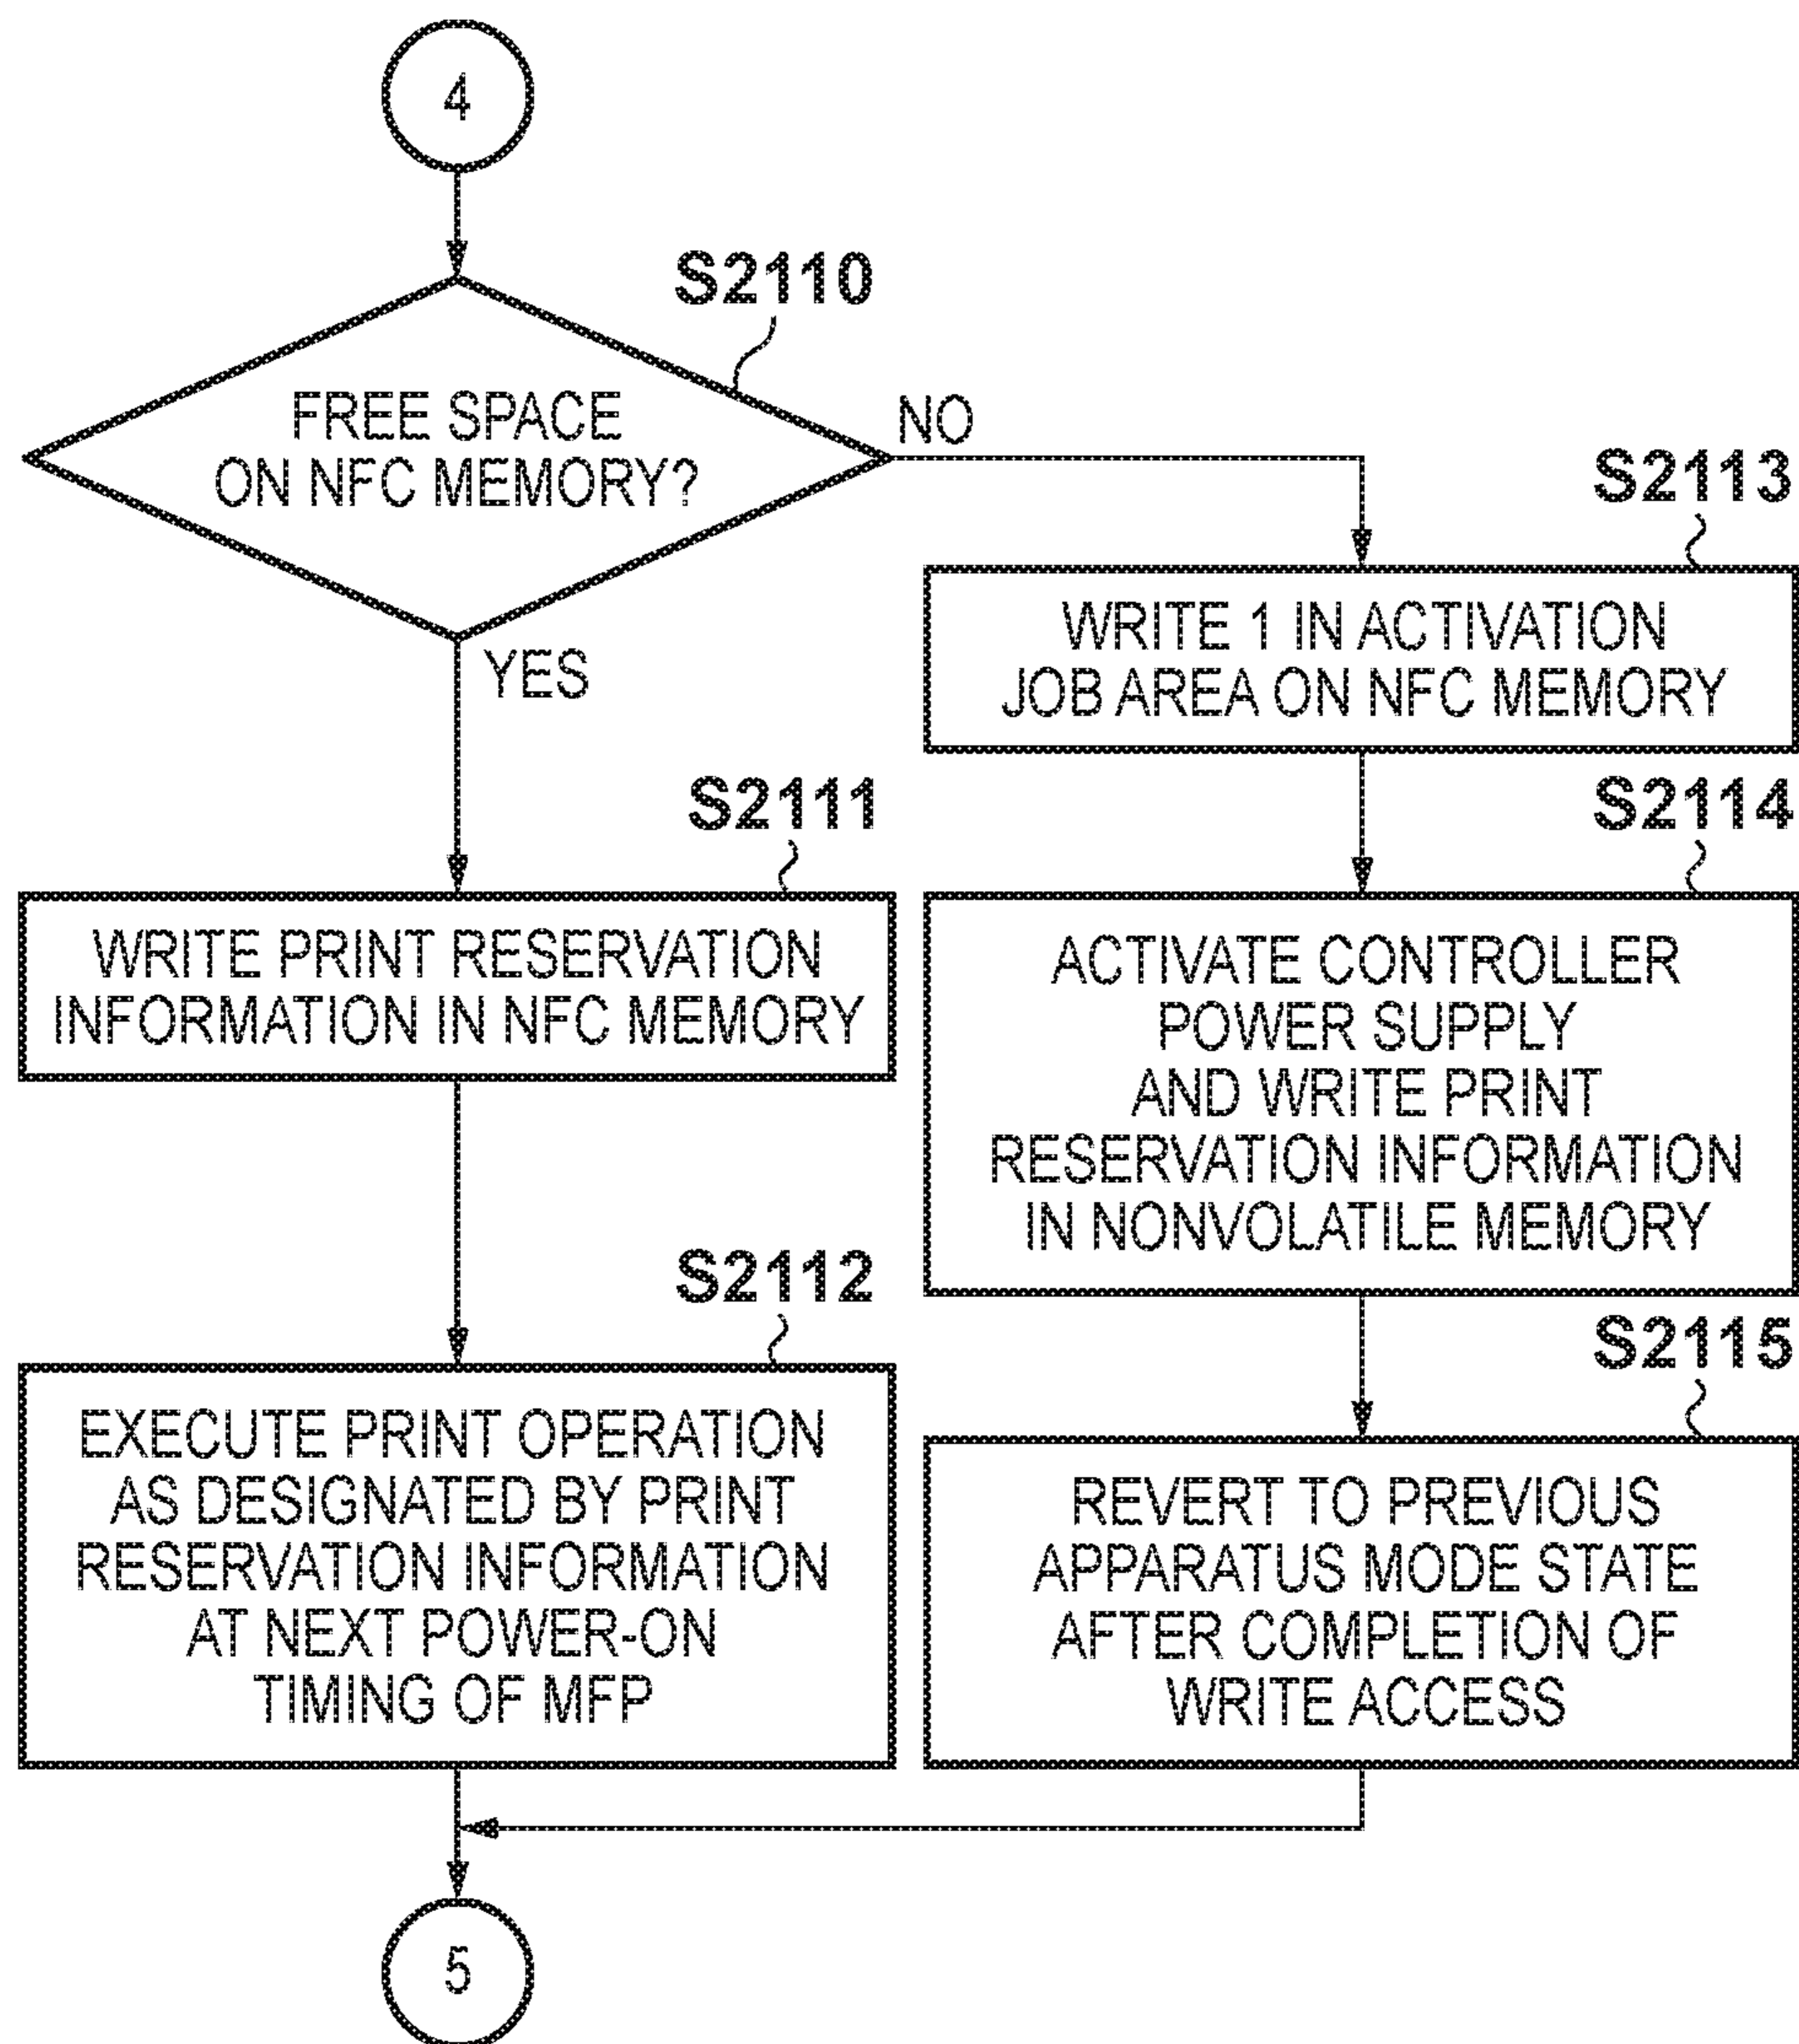 4
S2110
FREE SPACE
ON NFC MEMORY?
NO
YES
S2113
WRITE 1 IN ACTIVATION
JOB AREA ON NFC MEMORY
S2111
WRITE PRINT RESERVATION
INFORMATION IN NFC MEMORY
S2114
ACTIVATE CONTROLLER
POWER SUPPLY
AND WRITE PRINT
RESERVATION INFORMATION
IN NONVOLATILE MEMORY
S2112
EXECUTE PRINT OPERATION
AS DESIGNATED BY PRINT
RESERVATION INFORMATION
AT NEXT POWER-ON
TIMING OF MFP
S2115
REVERT TO PREVIOUS
APPARATUS MODE STATE
AFTER COMPLETION OF
WRITE ACCESS
5